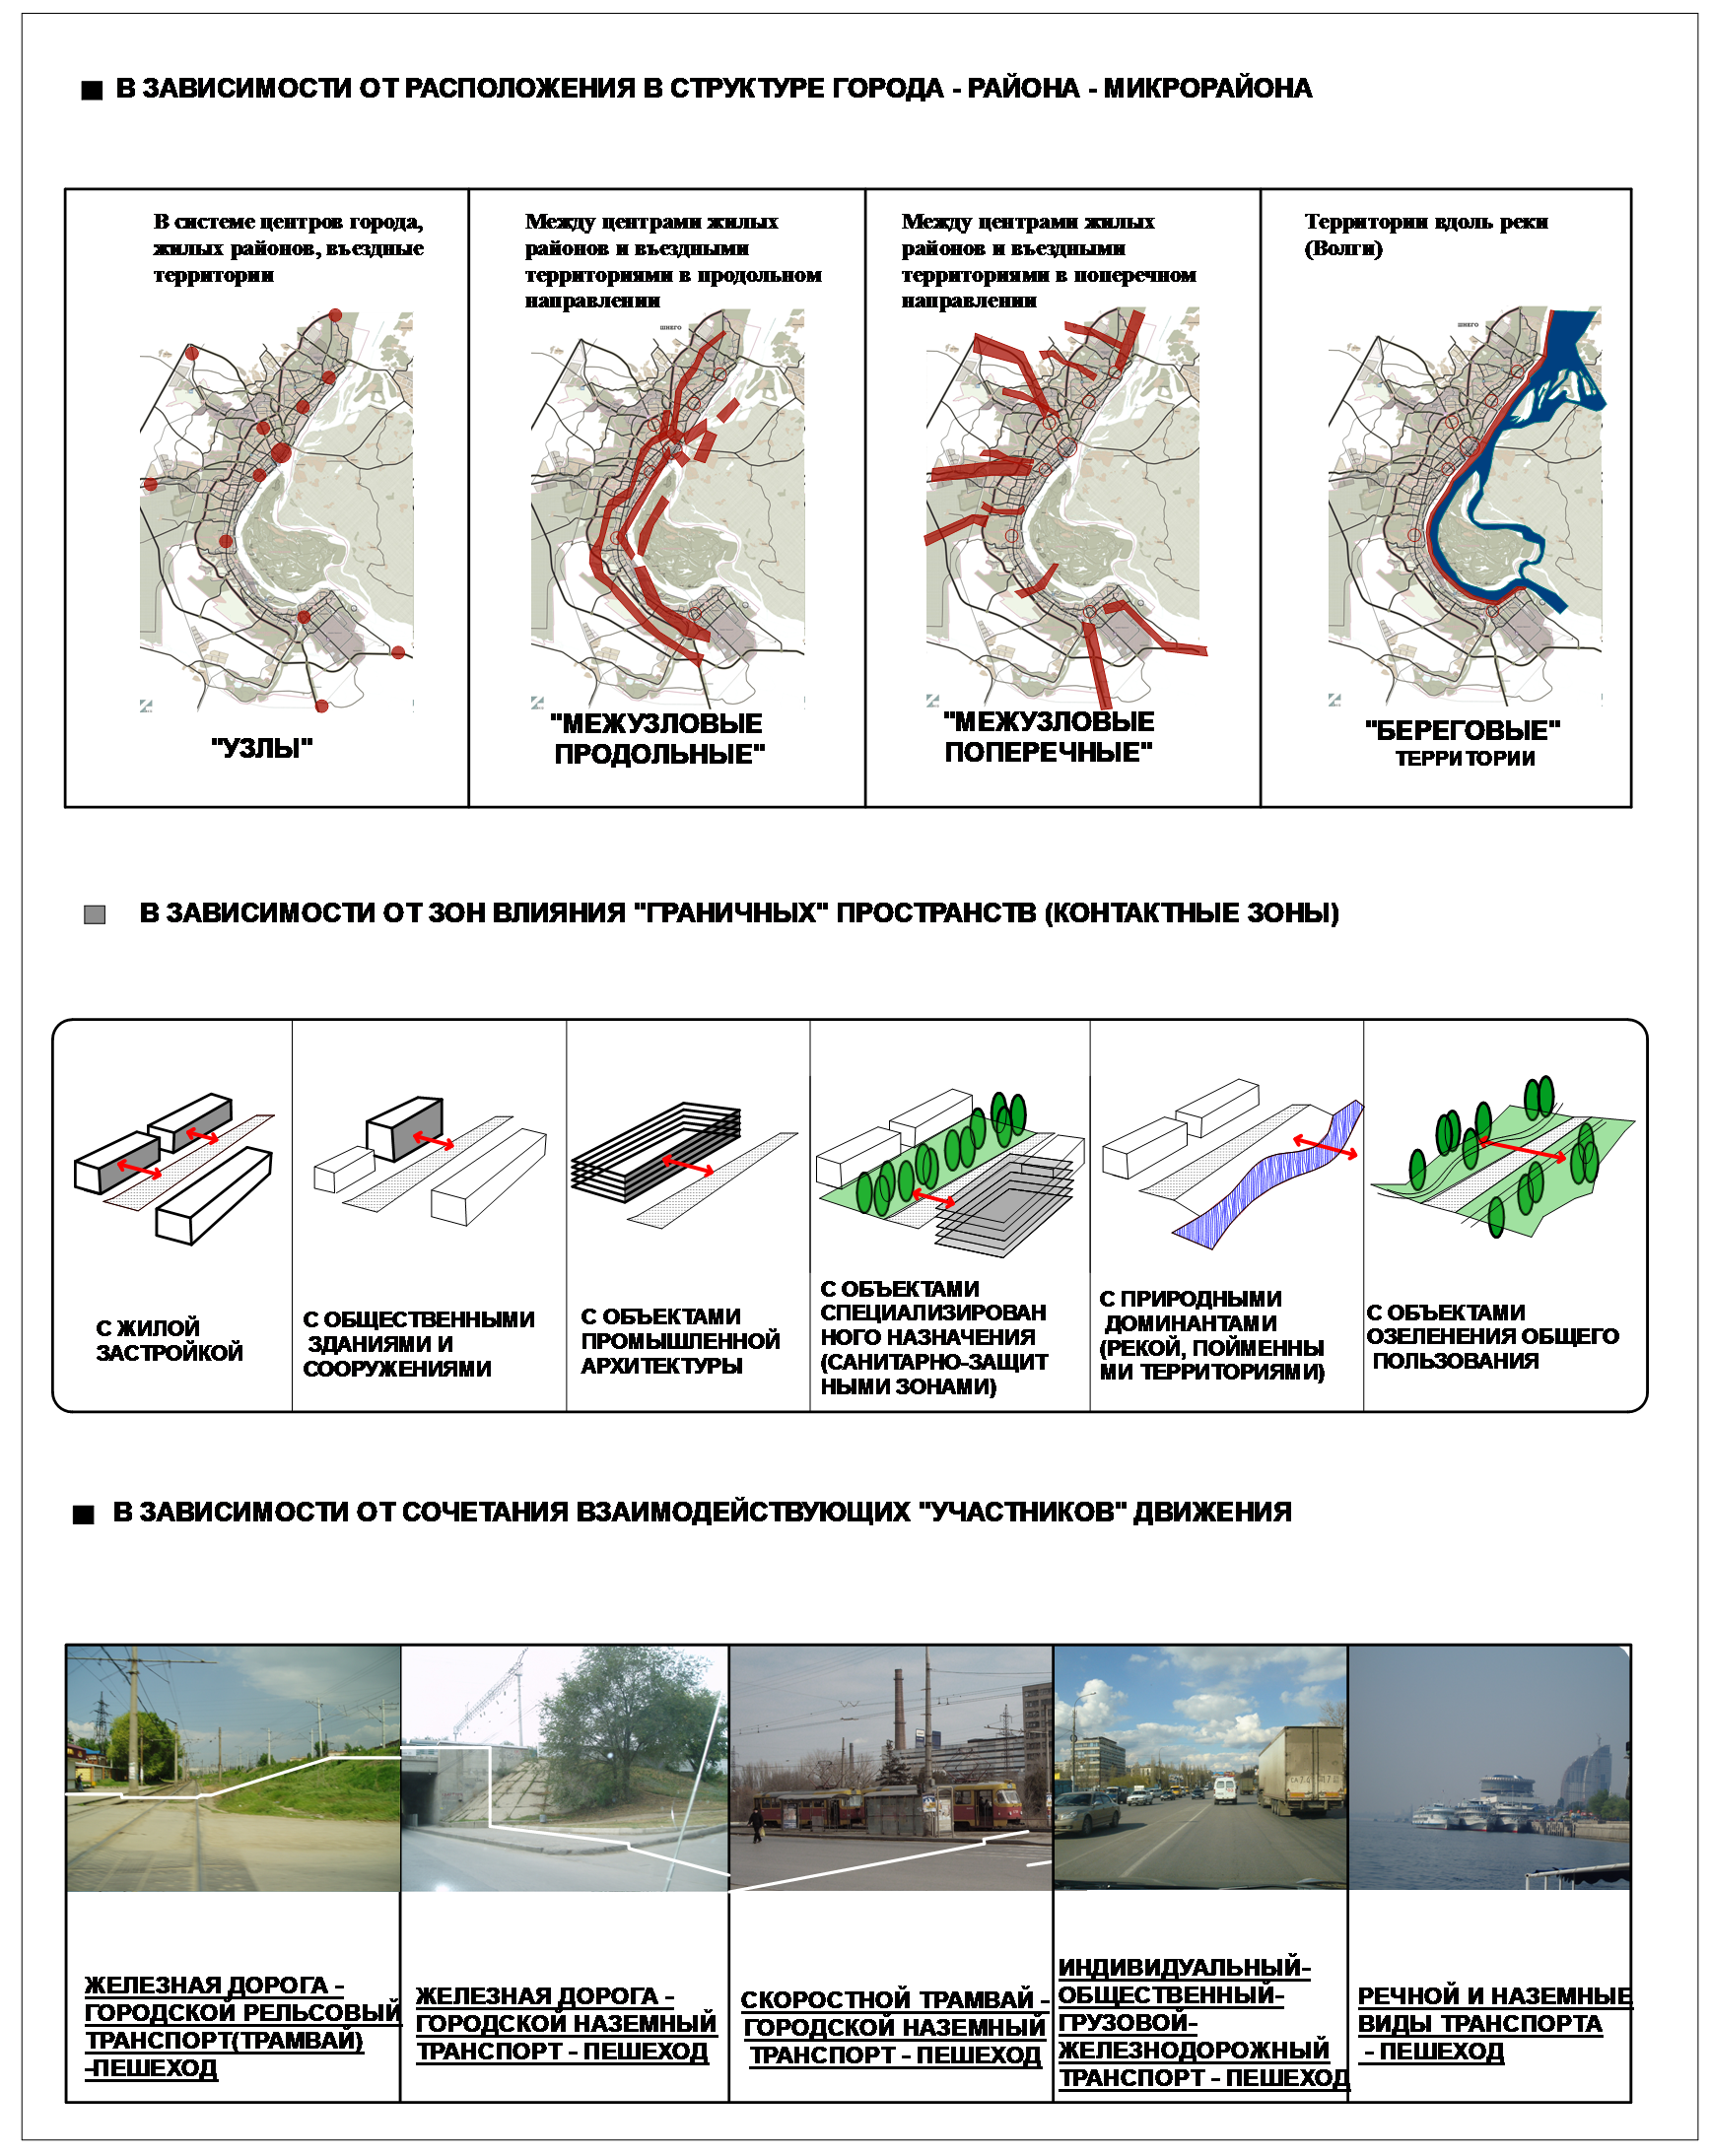 В ЗАВИСИМОСТИ ОТ РАСПОЛОЖЕНИЯ В СТРУКТУРЕ ГОРОДА - РАЙОНА - МИКРОРАЙОНА
В системе центров города,
жилых районов, въездные
территории
"УЗЛЫ"
Между центрами жилых
районов и въездными
территориями в продольном
направлении
"МЕЖУЗЛОВЫЕ
ПРОДОЛЬНЫЕ"
Между центрами жилых
районов и въездными
территориями в поперечном
направлении
"МЕЖУЗЛОВЫЕ
ПОПЕРЕЧНЫЕ"
Территории вдоль реки
(Волги)
"БЕРЕГОВЫЕ"
ТЕРРИТОРИИ
В ЗАВИСИМОСТИ ОТ ЗОН ВЛИЯНИЯ "ГРАНИЧНЫХ" ПРОСТРАНСТВ (КОНТАКТНЫЕ ЗОНЫ)
С ЖИЛОЙ
ЗАСТРОЙКОЙ
С ОБЩЕСТВЕННЫМИ
ЗДАНИЯМИ И
СООРУЖЕНИЯМИ
С ОБЪЕКТАМИ
ПРОМЫШЛЕННОЙ
АРХИТЕКТУРЫ
С ОБЪЕКТАМИ
СПЕЦИАЛИЗИРОВАН
НОГО НАЗНАЧЕНИЯ
(САНИТАРНО-ЗАЩИТ
НЫМИ ЗОНАМИ)
С ПРИРОДНЫМИ
ДОМИНАНТАМИ
(РЕКОЙ, ПОЙМЕННЫ
МИ ТЕРРИТОРИЯМИ)
С ОБЪЕКТАМИ
ОЗЕЛЕНЕНИЯ ОБЩЕГО
ПОЛЬЗОВАНИЯ
В ЗАВИСИМОСТИ ОТ СОЧЕТАНИЯ ВЗАИМОДЕЙСТВУЮЩИХ "УЧАСТНИКОВ" ДВИЖЕНИЯ
ЖЕЛЕЗНАЯ ДОРОГА -
ГОРОДСКОЙ РЕЛЬСОВЫЙ
ТРАНСПОРТ(ТРАМВАЙ)
-ПЕШЕХОД
ЖЕЛЕЗНАЯ ДОРОГА -
ГОРОДСКОЙ НАЗЕМНЫЙ
ТРАНСПОРТ - ПЕШЕХОД
СКОРОСТНОЙ ТРАМВАЙ -
ГОРОДСКОЙ НАЗЕМНЫЙ
ТРАНСПОРТ - ПЕШЕХОД
ИНДИВИДУАЛЬНЫЙ-
ОБЩЕСТВЕННЫЙ-
ГРУЗОВОЙ-
ЖЕЛЕЗНОДОРОЖНЫЙ
ТРАНСПОРТ - ПЕШЕХОД
РЕЧНОЙ И НАЗЕМНЫЕ
ВИДЫ ТРАНСПОРТА
- ПЕШЕХОД